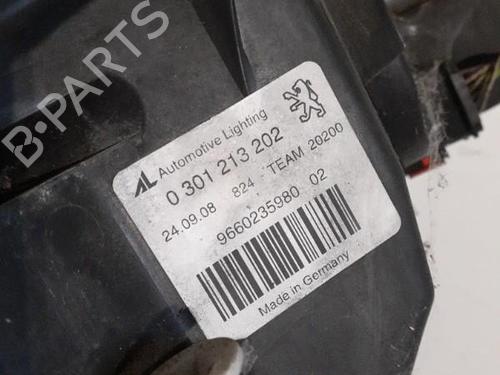 B-PARTS
AL Automotive Lighting
0 301 213 202
24.09.08 824 TEAM 20200
9660235980 02
Made in Germany